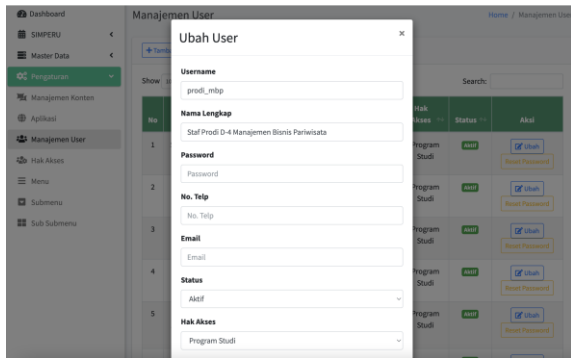 Dashboard
SIMPERU
Master Data
Pengaturan
Manajemen Konten
Aplikasi
Manajemen User
Hak Akses
Menu
Submenu
Sub Submenu
Manajemen User
Home / Manajemen User
Show
Search:
No
Hak Akses
Status
Aksi
1
Program Studi
Aktif
Ubah
Reset Password
2
Program Studi
Aktif
Ubah
Reset Password
3
Program Studi
Aktif
Ubah
Reset Password
4
Program Studi
Aktif
Ubah
Reset Password
5
Program Studi
Aktif
Ubah
Reset Password
Ubah User
×
Username
prodi_mbp
Nama Lengkap
Staf Prodi D-4 Manajemen Bisnis Pariwisata
Password
Password
No. Telp
No. Telp
Email
Email
Status
Aktif
Hak Akses
Program Studi